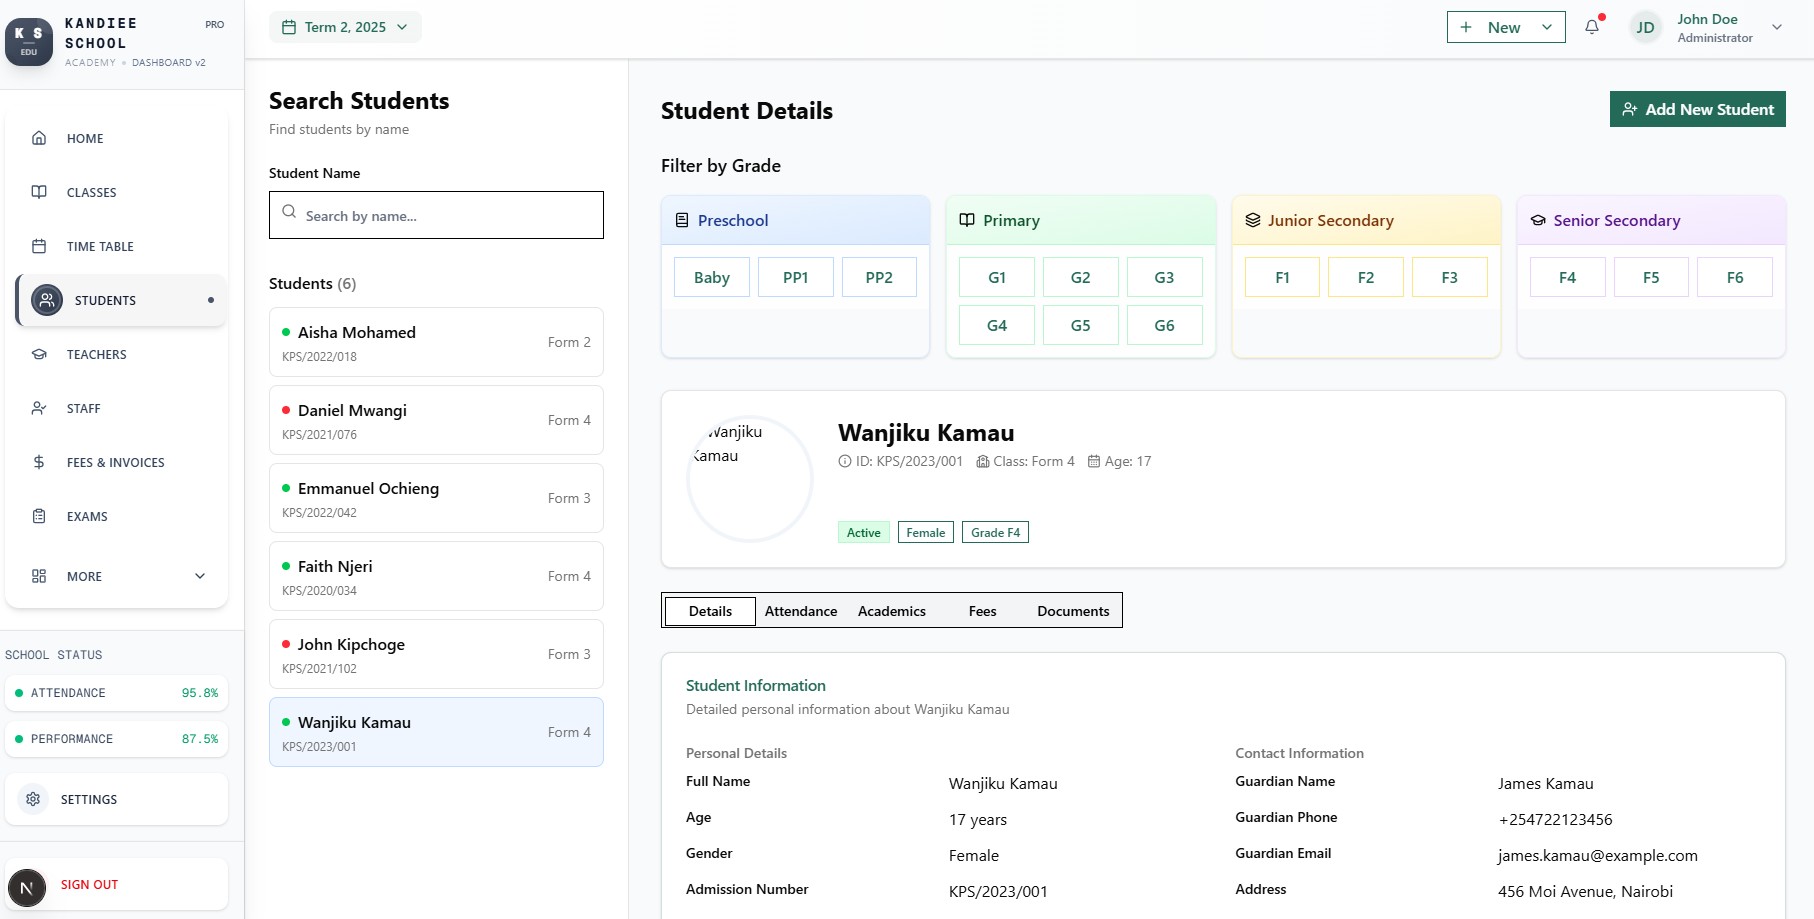 K S
EDU
KANDIEE
SCHOOL
PRO
ACADEMY DASHBOARD v2
HOME
CLASSES
TIME TABLE
STUDENTS
TEACHERS
STAFF
FEES & INVOICES
EXAMS
MORE
SCHOOL STATUS
ATTENDANCE 95.8%
PERFORMANCE 87.5%
SETTINGS
N
SIGN OUT
Term 2, 2025
New
JD
John Doe
Administrator
Search Students
Find students by name
Student Name
Search by name...
Students (6)
Aisha Mohamed
KPS/2022/018
Form 2
Daniel Mwangi
KPS/2021/076
Form 4
Emmanuel Ochieng
KPS/2022/042
Form 3
Faith Njeri
KPS/2020/034
Form 4
John Kipchoge
KPS/2021/102
Form 3
Wanjiku Kamau
KPS/2023/001
Form 4
Student Details
Add New Student
Filter by Grade
Preschool
Baby PP1 PP2
Primary
G1 G2 G3
G4 G5 G6
Junior Secondary
F1 F2 F3
Senior Secondary
F4 F5 F6
Wanjiku
Kamau
Wanjiku Kamau
ID: KPS/2023/001 Class: Form 4 Age: 17
Active Female Grade F4
Details Attendance Academics Fees Documents
Student Information
Detailed personal information about Wanjiku Kamau
Personal Details
Full Name Wanjiku Kamau
Age 17 years
Gender Female
Admission Number KPS/2023/001
Contact Information
Guardian Name James Kamau
Guardian Phone +254722123456
Guardian Email james.kamau@example.com
Address 456 Moi Avenue, Nairobi